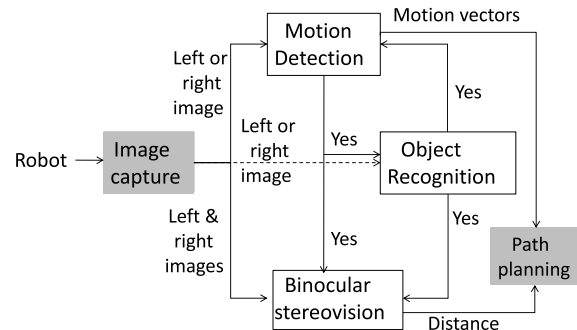 Motion vectors
Motion
Detection
Left or
right
image
Yes
Left or
right
image
Yes
Robot
Image
capture
Object
Recognition
Left &
right
images
Yes
Yes
Path
planning
Binocular
stereovision
Distance